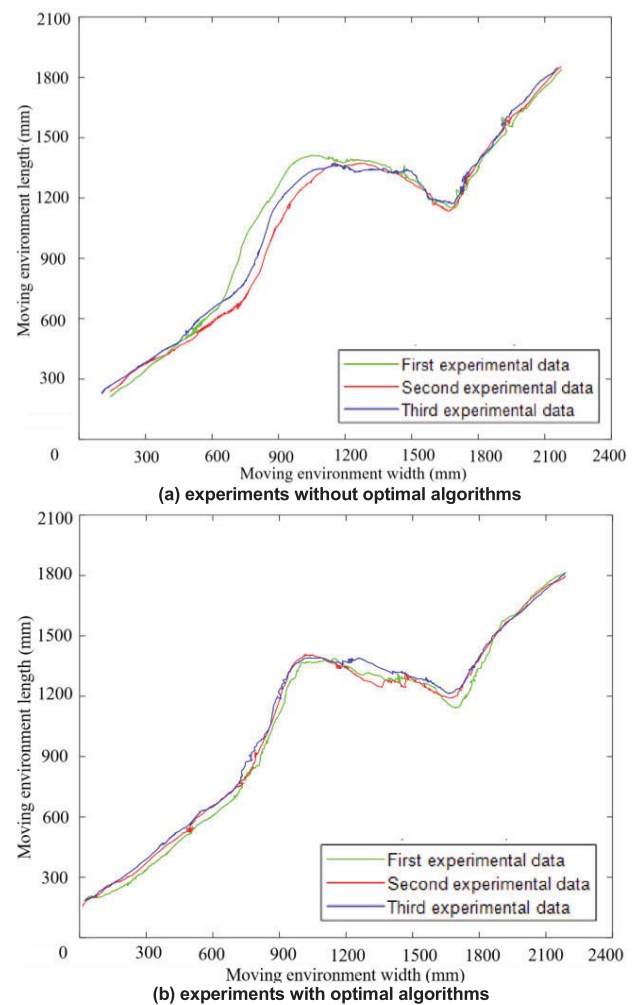 2100
1800
1500
1200
900
600
300
0
Moving environment length (mm)
First experimental data
Second experimental data
Third experimental data
300 600 900 1200 1500 1800 2100 2400
Moving environment width (mm)
(a) experiments without optimal algorithms
2100
1800
1500
1200
900
600
300
0
Moving environment length (mm)
First experimental data
Second experimental data
Third experimental data
300 600 900 1200 1500 1800 2100 2400
Moving environment width (mm)
(b) experiments with optimal algorithms